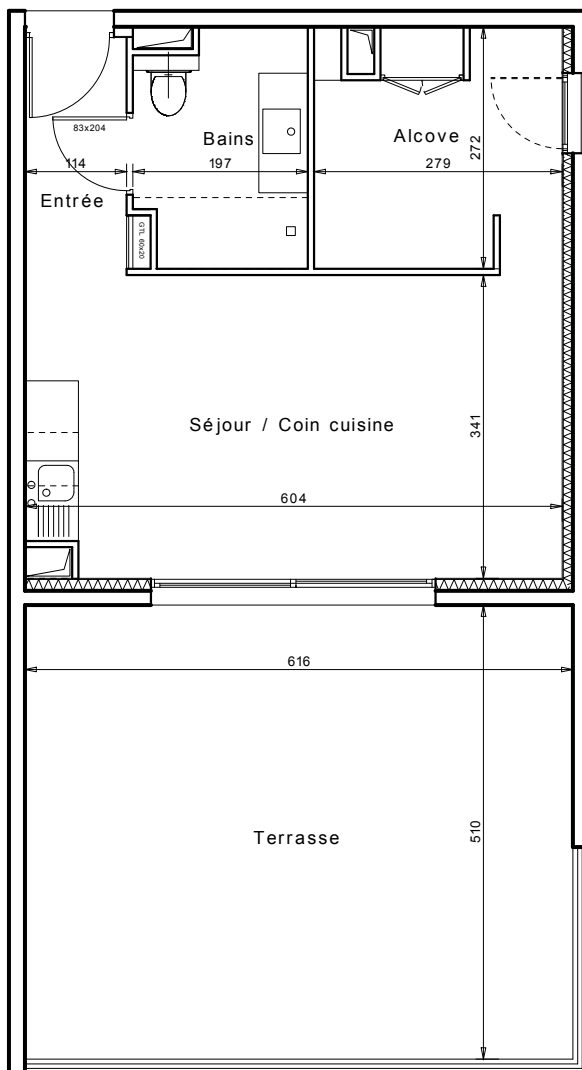 83x204
Bains
Alcove
114
197
279
272
Entrée
GTL 60x20
Séjour / Coin cuisine
341
604
616
Terrasse
510